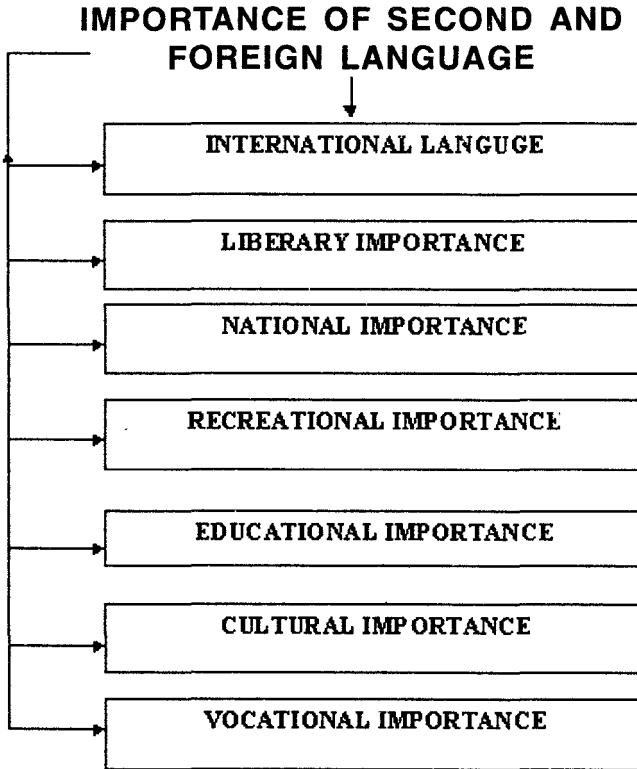 IMPORTANCE OF SECOND AND
FOREIGN LANGUAGE
INTERNATIONAL LANGUGE
LIBERARY IMPORTANCE
NATIONAL IMPORTANCE
RECREATIONAL IMPORTANCE
EDUCATIONAL IMPORTANCE
CULTURAL IMPORTANCE
VOCATIONAL IMPORTANCE